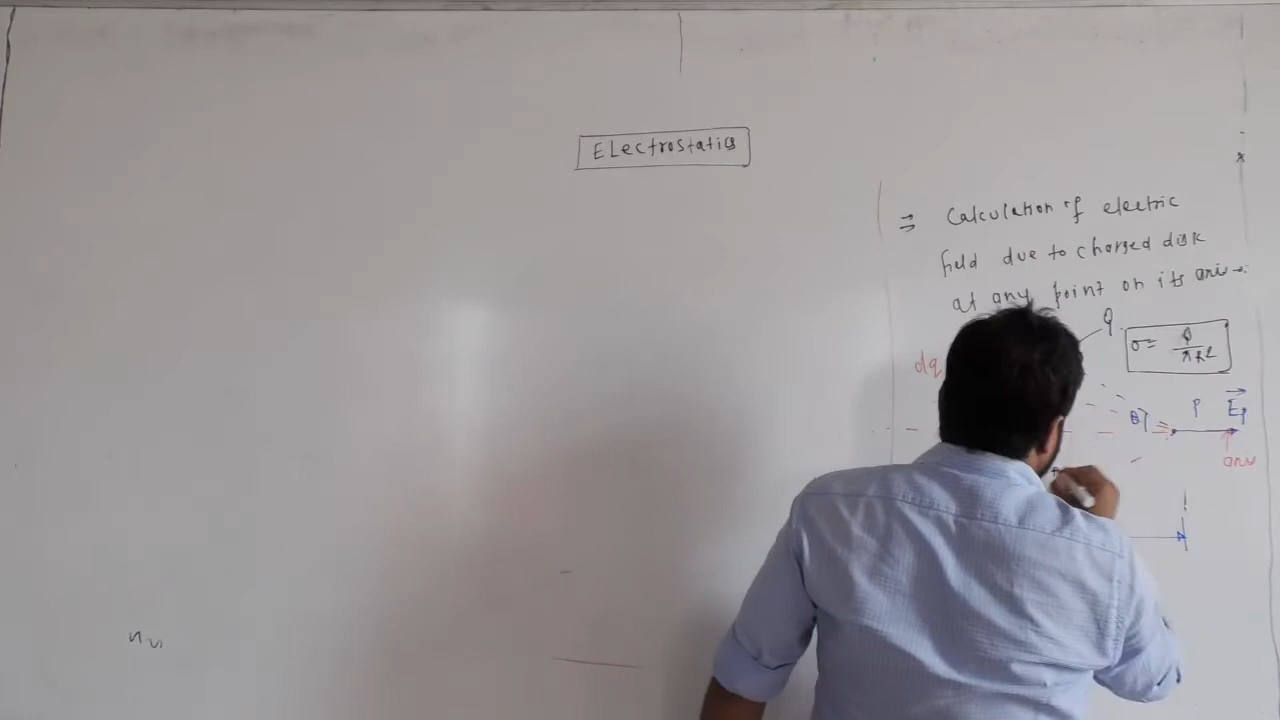 ELectrostatics
⇒ Calculation of electric
field due to charged disk
at any point on its axis →
Q
σ = Q/πR²
dq
θ P E⃗p
axis